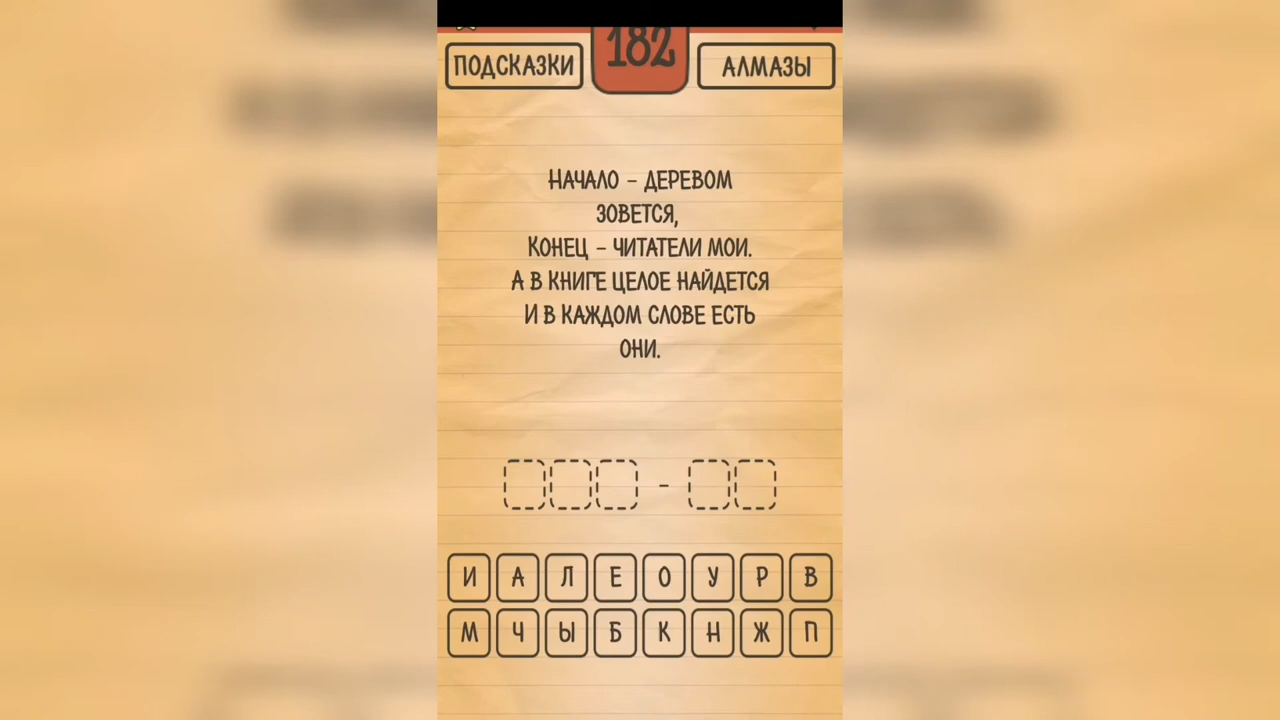 182
ПОДСКАЗКИ
АЛМАЗЫ
НАЧАЛО - ДЕРЕВОМ
ЗОВЕТСЯ,
КОНЕЦ - ЧИТАТЕЛИ МОИ.
А В КНИГЕ ЦЕЛОЕ НАЙДЕТСЯ
И В КАЖДОМ СЛОВЕ ЕСТЬ
ОНИ.
-
И А Л Е О У Р В
М Ч Ы Б К Н Ж П